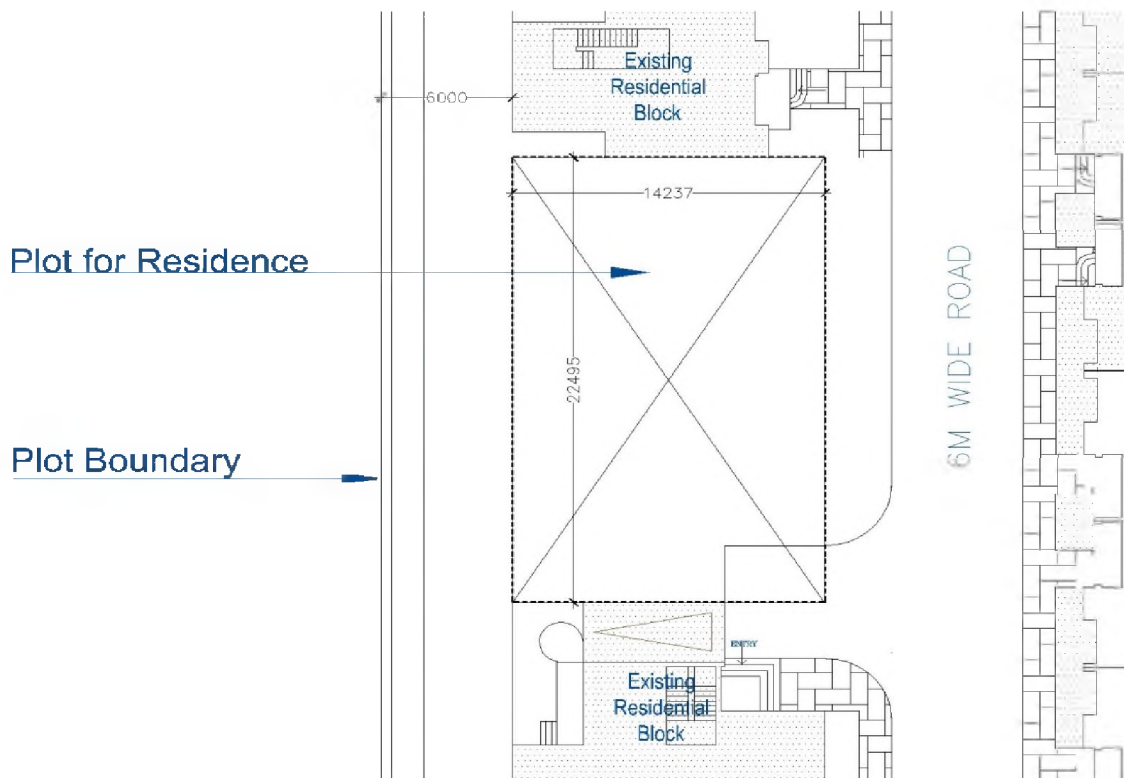 Existing
Residential
Block
6000
14237
Plot for Residence
22495
6M WIDE ROAD
Plot Boundary
ENTRY
Existing
Residential
Block